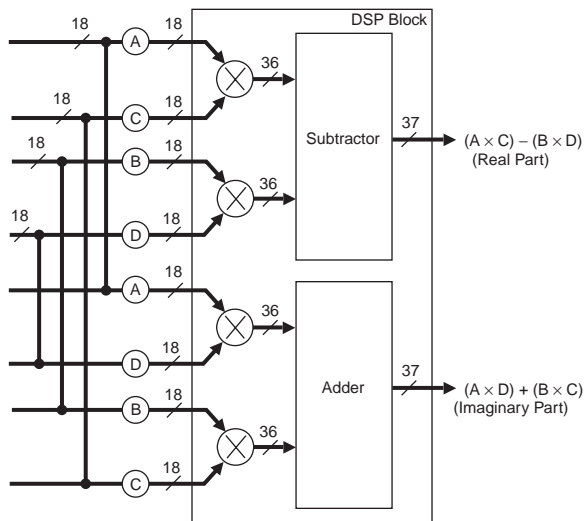 DSP Block
18
A
18
36
18
C
18
Subtractor
37
(A × C) – (B × D)
(Real Part)
18
B
18
36
18
D
18
18
A
18
36
D
18
Adder
37
(A × D) + (B × C)
(Imaginary Part)
B
18
36
C
18